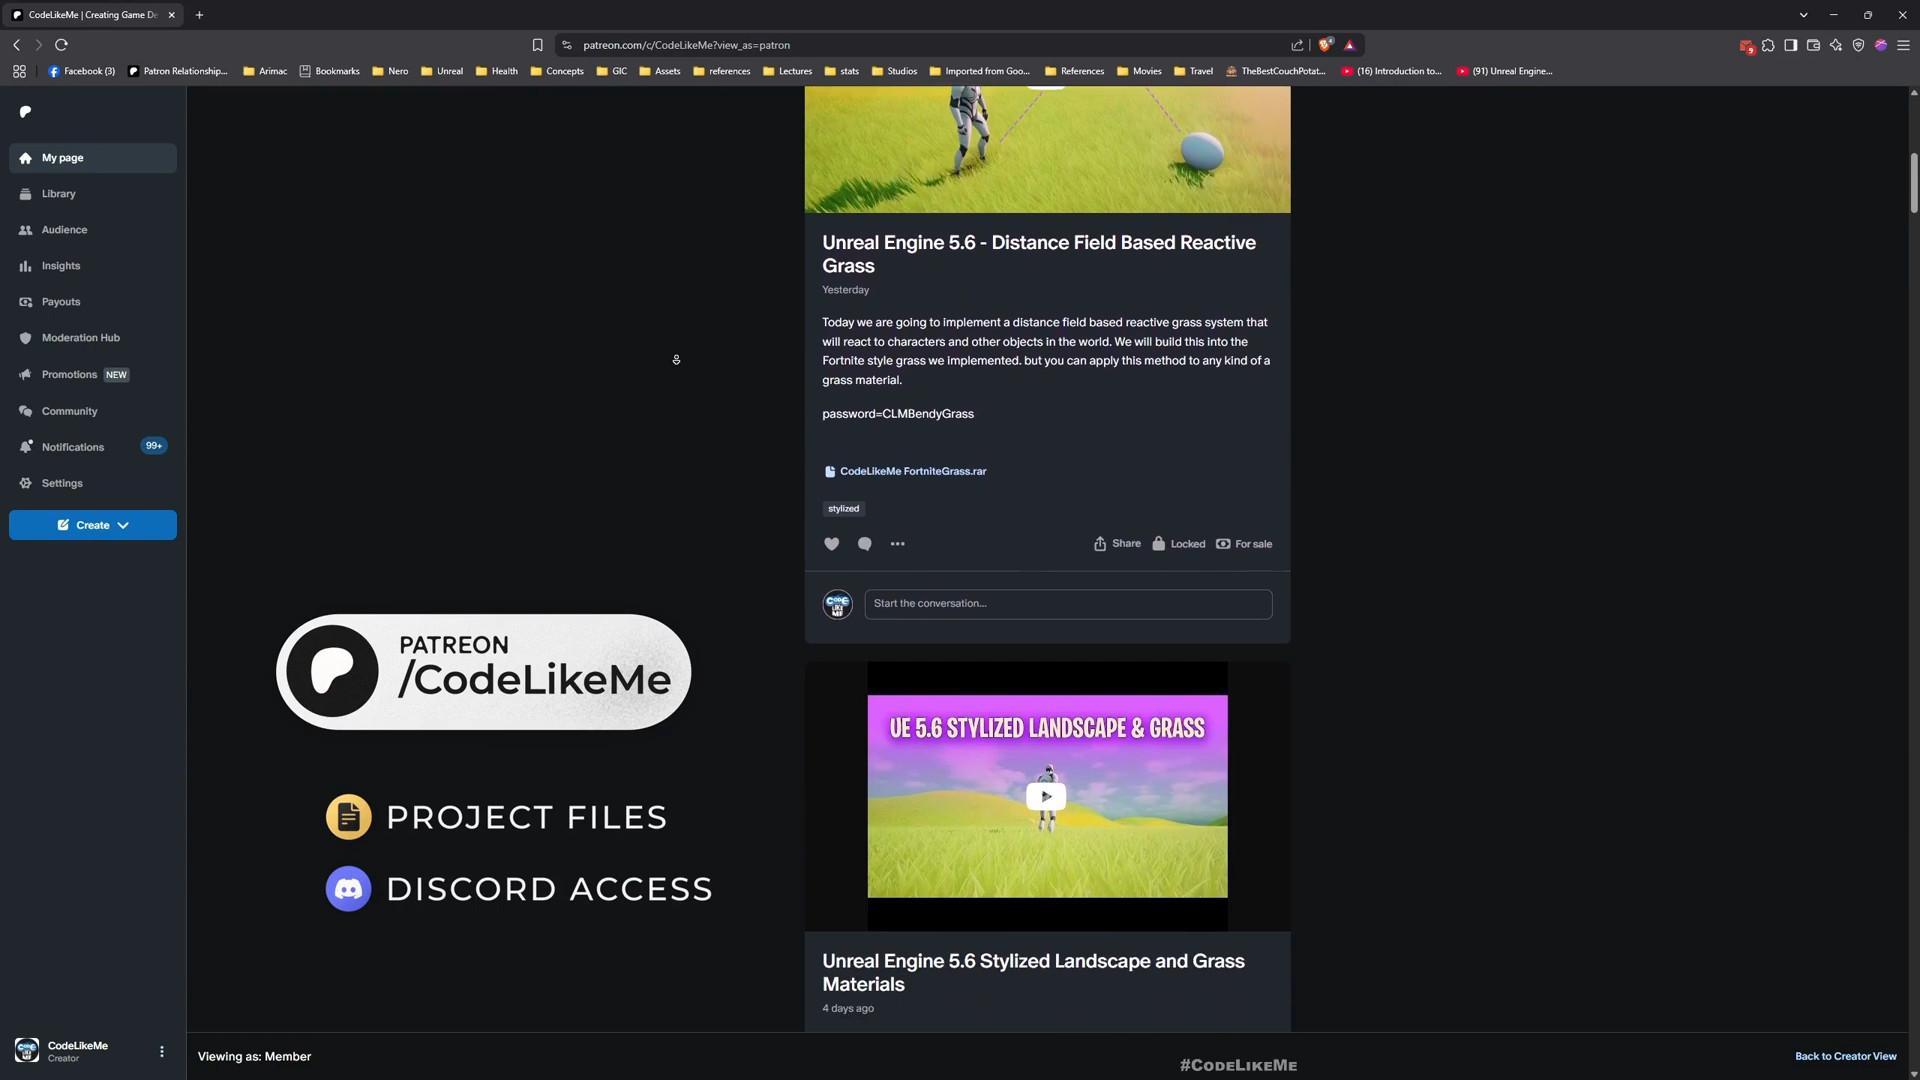 CodeLikeMe | Creating Game De
patreon.com/c/CodeLikeMe?view_as=patron
4
9
Facebook (3)
Patron Relationship...
Arimac
Bookmarks
Nero
Unreal
Health
Concepts
GIC
Assets
references
Lectures
stats
Studios
Imported from Goo...
References
Movies
Travel
TheBestCouchPotat...
(16) Introduction to...
(91) Unreal Engine...
My page
Library
Audience
Insights
Payouts
Moderation Hub
Promotions NEW
Community
Notifications 99+
Settings
Create
Unreal Engine 5.6 - Distance Field Based Reactive
Grass
Yesterday
Today we are going to implement a distance field based reactive grass system that
will react to characters and other objects in the world. We will build this into the
Fortnite style grass we implemented. but you can apply this method to any kind of a
grass material.
password=CLMBendyGrass
CodeLikeMe FortniteGrass.rar
stylized
Share
Locked
For sale
CODE
LIKE
ME
Start the conversation...
PATREON
/CodeLikeMe
PROJECT FILES
DISCORD ACCESS
UE 5.6 STYLIZED LANDSCAPE & GRASS
Unreal Engine 5.6 Stylized Landscape and Grass
Materials
4 days ago
CodeLikeMe
Creator
Viewing as: Member
#CODELIKEME
Back to Creator View